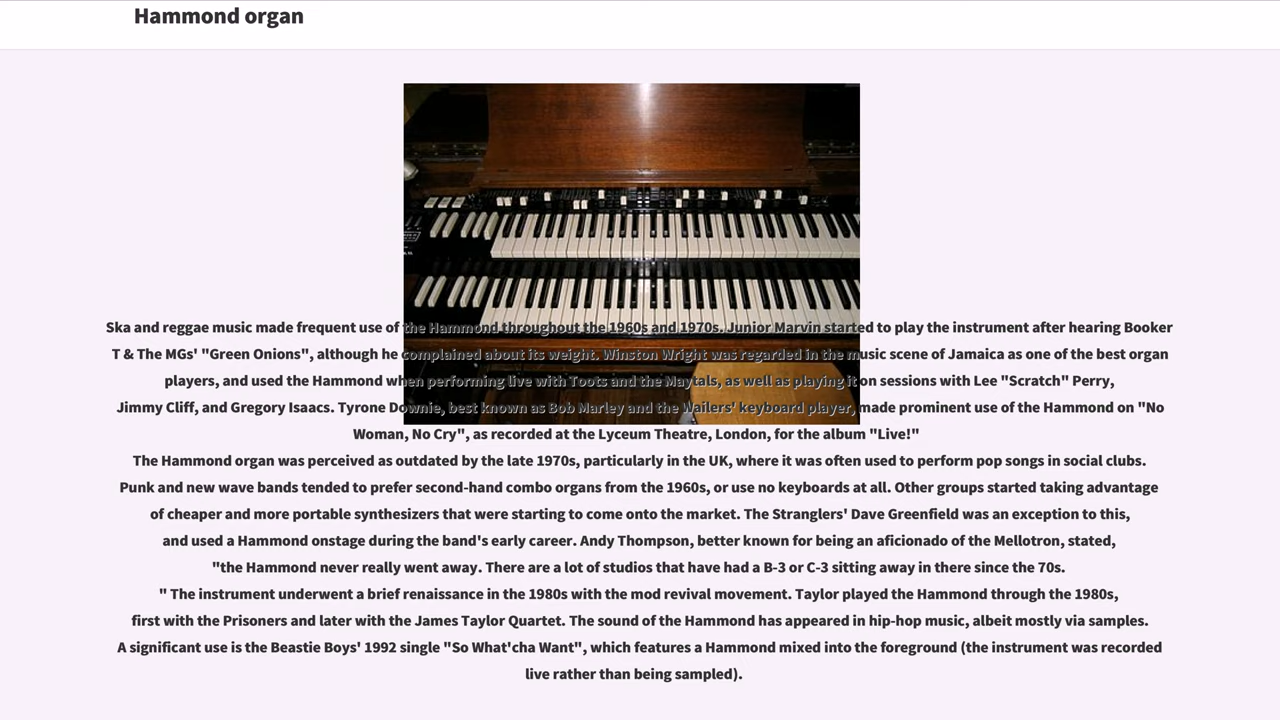 Hammond organ
Ska and reggae music made frequent use of the Hammond throughout the 1960s and 1970s. Junior Marvin started to play the instrument after hearing Booker
T & The MGs' "Green Onions", although he complained about its weight. Winston Wright was regarded in the music scene of Jamaica as one of the best organ
players, and used the Hammond when performing live with Toots and the Maytals, as well as playing it on sessions with Lee "Scratch" Perry,
Jimmy Cliff, and Gregory Isaacs. Tyrone Downie, best known as Bob Marley and the Wailers' keyboard player, made prominent use of the Hammond on "No
Woman, No Cry", as recorded at the Lyceum Theatre, London, for the album "Live!"
The Hammond organ was perceived as outdated by the late 1970s, particularly in the UK, where it was often used to perform pop songs in social clubs.
Punk and new wave bands tended to prefer second-hand combo organs from the 1960s, or use no keyboards at all. Other groups started taking advantage
of cheaper and more portable synthesizers that were starting to come onto the market. The Stranglers' Dave Greenfield was an exception to this,
and used a Hammond onstage during the band's early career. Andy Thompson, better known for being an aficionado of the Mellotron, stated,
"the Hammond never really went away. There are a lot of studios that have had a B-3 or C-3 sitting away in there since the 70s.
" The instrument underwent a brief renaissance in the 1980s with the mod revival movement. Taylor played the Hammond through the 1980s,
first with the Prisoners and later with the James Taylor Quartet. The sound of the Hammond has appeared in hip-hop music, albeit mostly via samples.
A significant use is the Beastie Boys' 1992 single "So What'cha Want", which features a Hammond mixed into the foreground (the instrument was recorded
live rather than being sampled).